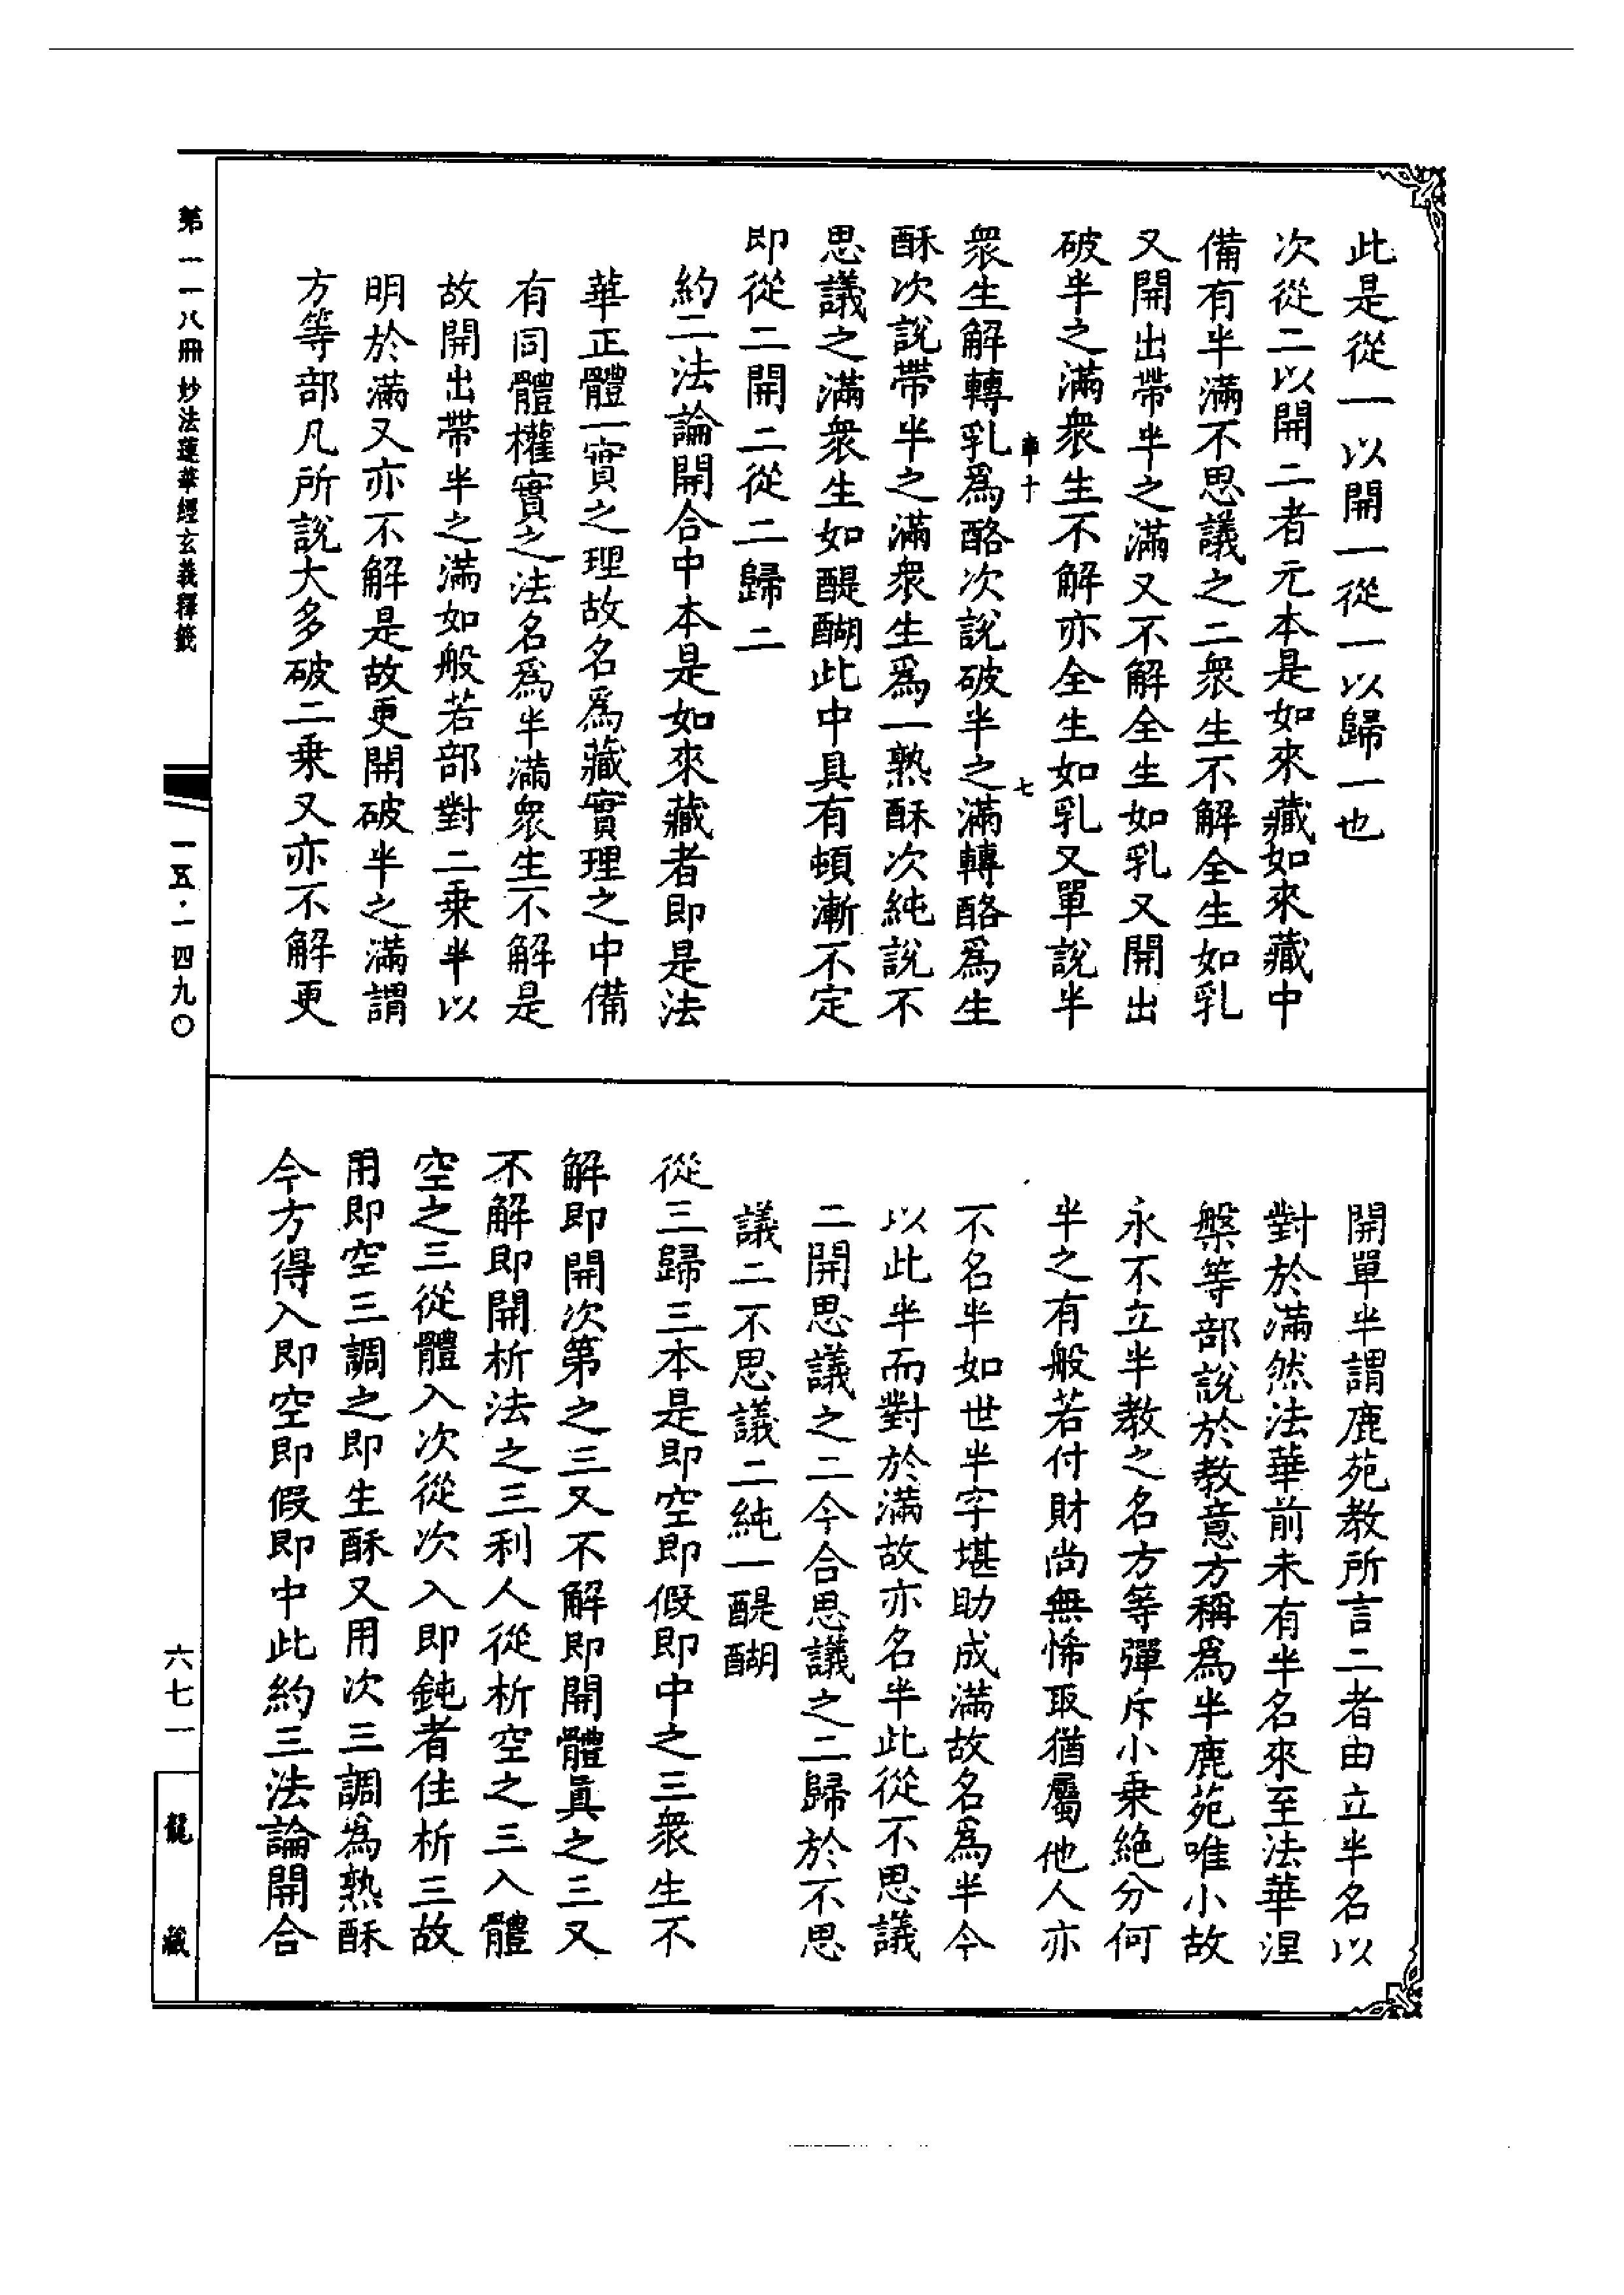 此是從一以開一從一以歸一也
次從二以開二者元本是如來藏如來藏中
備有半滿不思議之二衆生不解全生如乳
又開出帶半之滿又不解全生如乳又開出
破半之滿衆生不解亦全生如乳又單說半
衆生解轉乳爲酪次說破半之滿轉酪爲生
酥次說帶半之滿衆生爲一熟酥次純說不
思議之滿衆生如醍醐此中具有頓漸不定
即從二開二從二歸二
約二法論開合中本是如來藏者即是法
華正體一實之理故名爲藏實理之中備
有同體權實之法名爲半滿衆生不解是
故開出帶半之滿如般若部對二乗半以
明於滿又亦不解是故更開破半之滿謂
方等部凡所說大多破二乗又亦不解更
開單半謂鹿苑教所言二者由立半名以
對於滿然法華前未有半名來至法華涅
槃等部說於教意方稱爲半鹿苑唯小故
永不立半教之名方等彈斥小乗絶分何
半之有般若付財尚無悕取猶屬他人亦
不名半如世半字堪助成滿故名爲半今
以此半而對於滿故亦名半此從不思議
二開思議之二今合思議之二歸於不思
議二不思議二純一醍醐
從三歸三本是即空即假即中之三衆生不
解即開次第之三又不解即開體眞之三又
不解即開析法之三利人從析空之三入體
空之三從體入次從次入即鈍者住析三故
用即空三調之即生酥又用次三調爲熟酥
今方得入即空即假即中此約三法論開合
第一一八冊 妙法蓮華經玄義釋籤
一五·一四九〇
六七一
龍藏
十
七